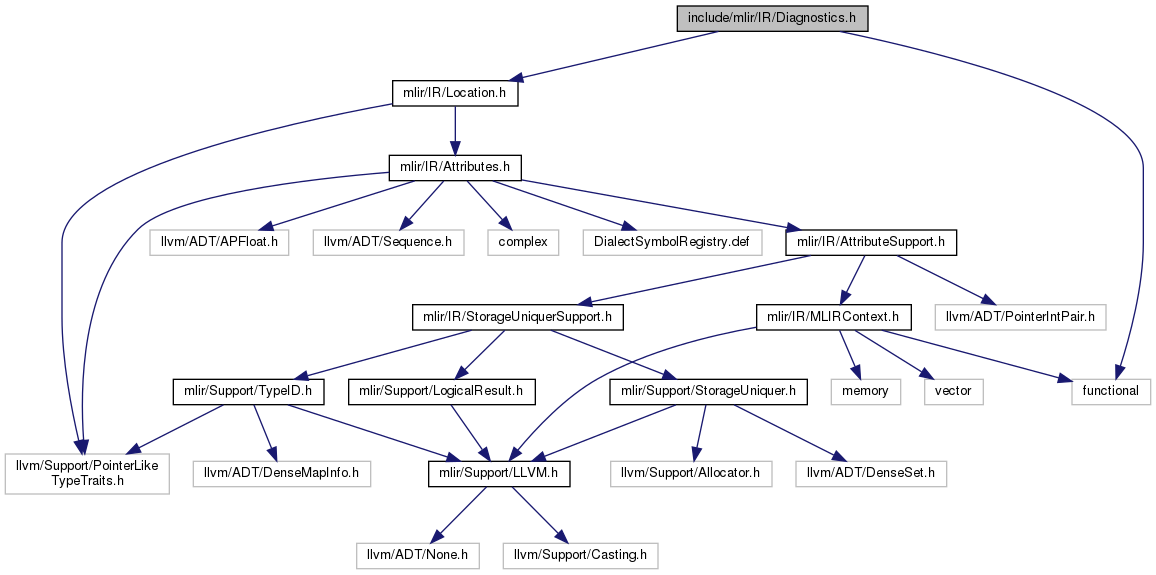 include/mlir/IR/Diagnostics.h
mlir/IR/Location.h
mlir/IR/Attributes.h
llvm/ADT/APFloat.h
llvm/ADT/Sequence.h
complex
DialectSymbolRegistry.def
mlir/IR/AttributeSupport.h
mlir/IR/StorageUniquerSupport.h
mlir/IR/MLIRContext.h
llvm/ADT/PointerIntPair.h
mlir/Support/TypeID.h
mlir/Support/LogicalResult.h
mlir/Support/StorageUniquer.h
memory
vector
functional
llvm/Support/PointerLike
TypeTraits.h
llvm/ADT/DenseMapInfo.h
mlir/Support/LLVM.h
llvm/Support/Allocator.h
llvm/ADT/DenseSet.h
llvm/ADT/None.h
llvm/Support/Casting.h